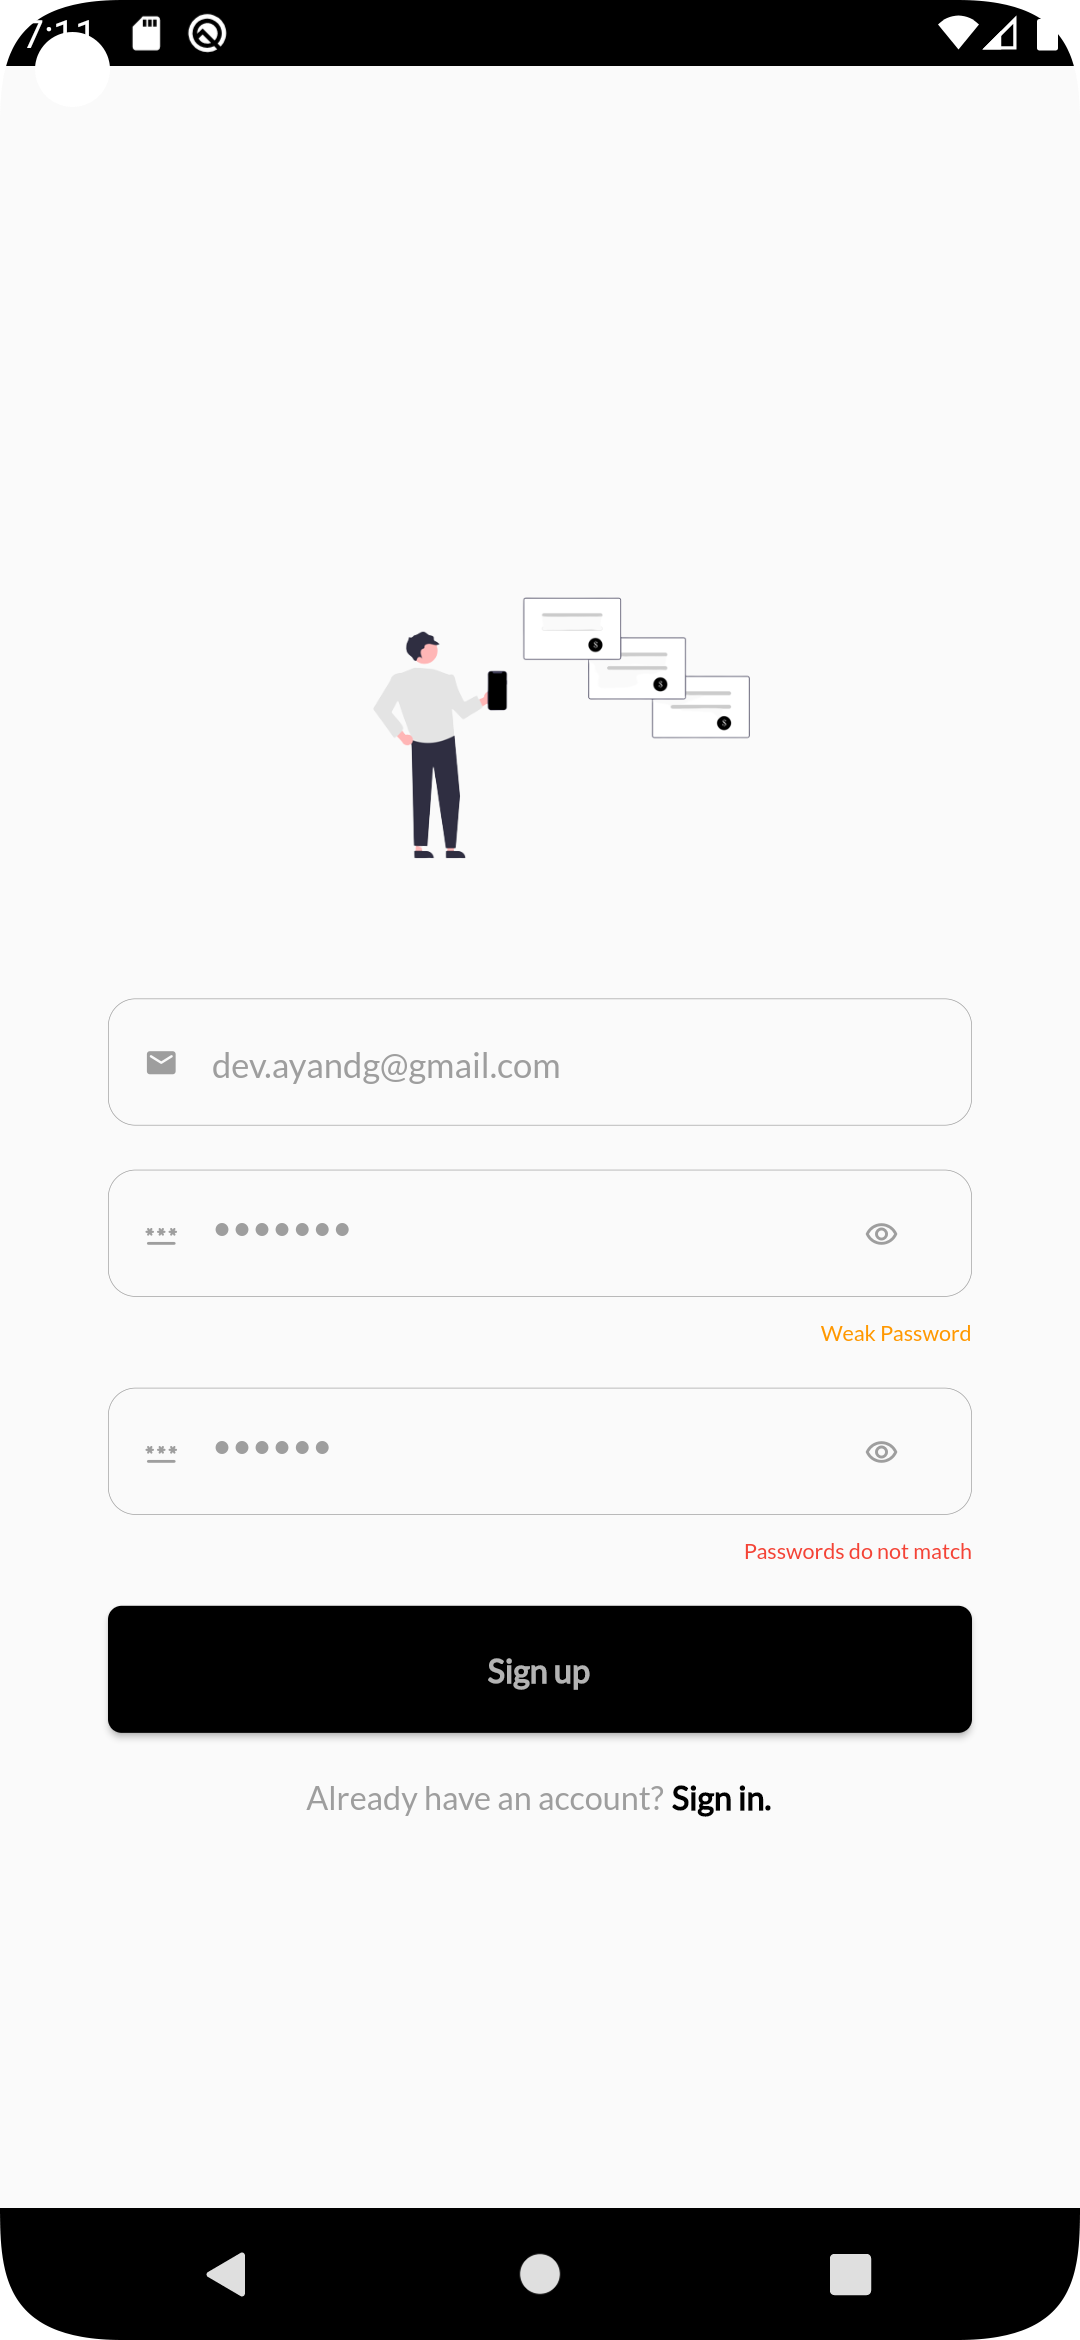 7:11
dev.ayandg@gmail.com
•••••••
Weak Password
••••••
Passwords do not match
Sign up
Already have an account? Sign in.